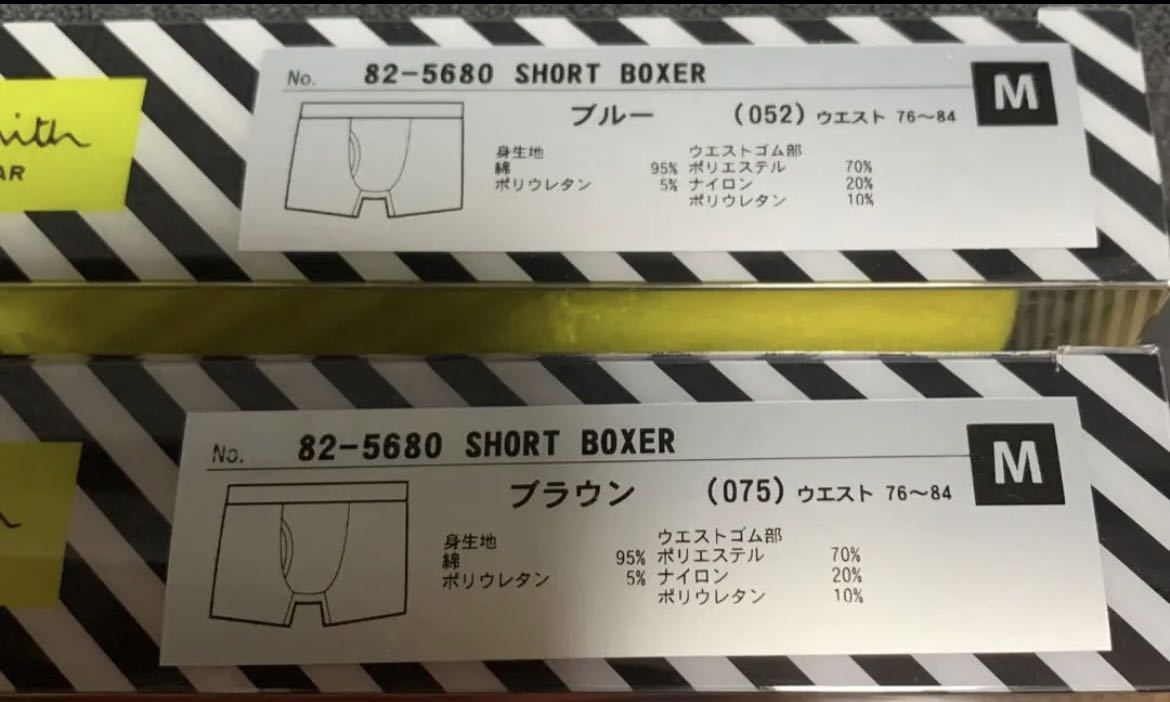 No. 82-5680 SHORT BOXER
M
ブルー (052) ウエスト 76〜84
身生地 ウエストゴム部
綿 95% ポリエステル 70%
ポリウレタン 5% ナイロン 20%
ポリウレタン 10%
No. 82-5680 SHORT BOXER
M
ブラウン (075) ウエスト 76〜84
身生地 ウエストゴム部
綿 95% ポリエステル 70%
ポリウレタン 5% ナイロン 20%
ポリウレタン 10%